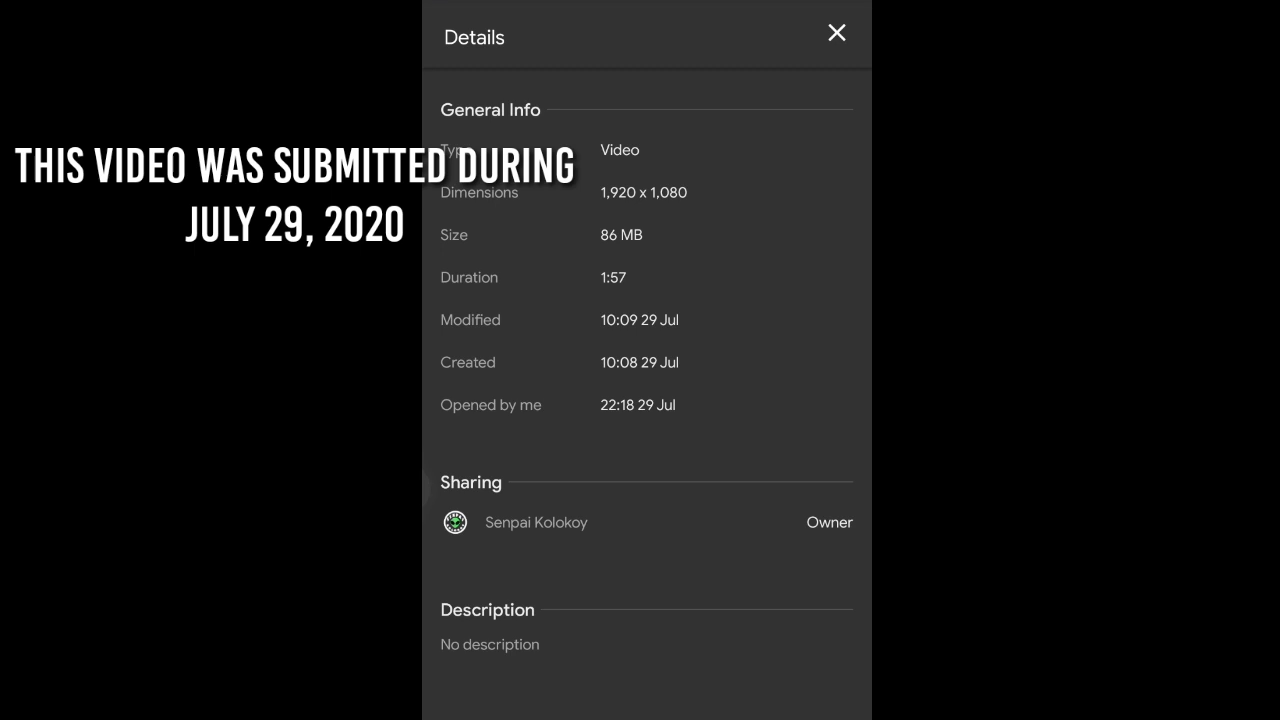 Details
General Info
THIS VIDEO WAS SUBMITTED DURING
JULY 29, 2020
Type Video
Dimensions 1,920 x 1,080
Size 86 MB
Duration 1:57
Modified 10:09 29 Jul
Created 10:08 29 Jul
Opened by me 22:18 29 Jul
Sharing
Senpai Kolokoy Owner
Description
No description